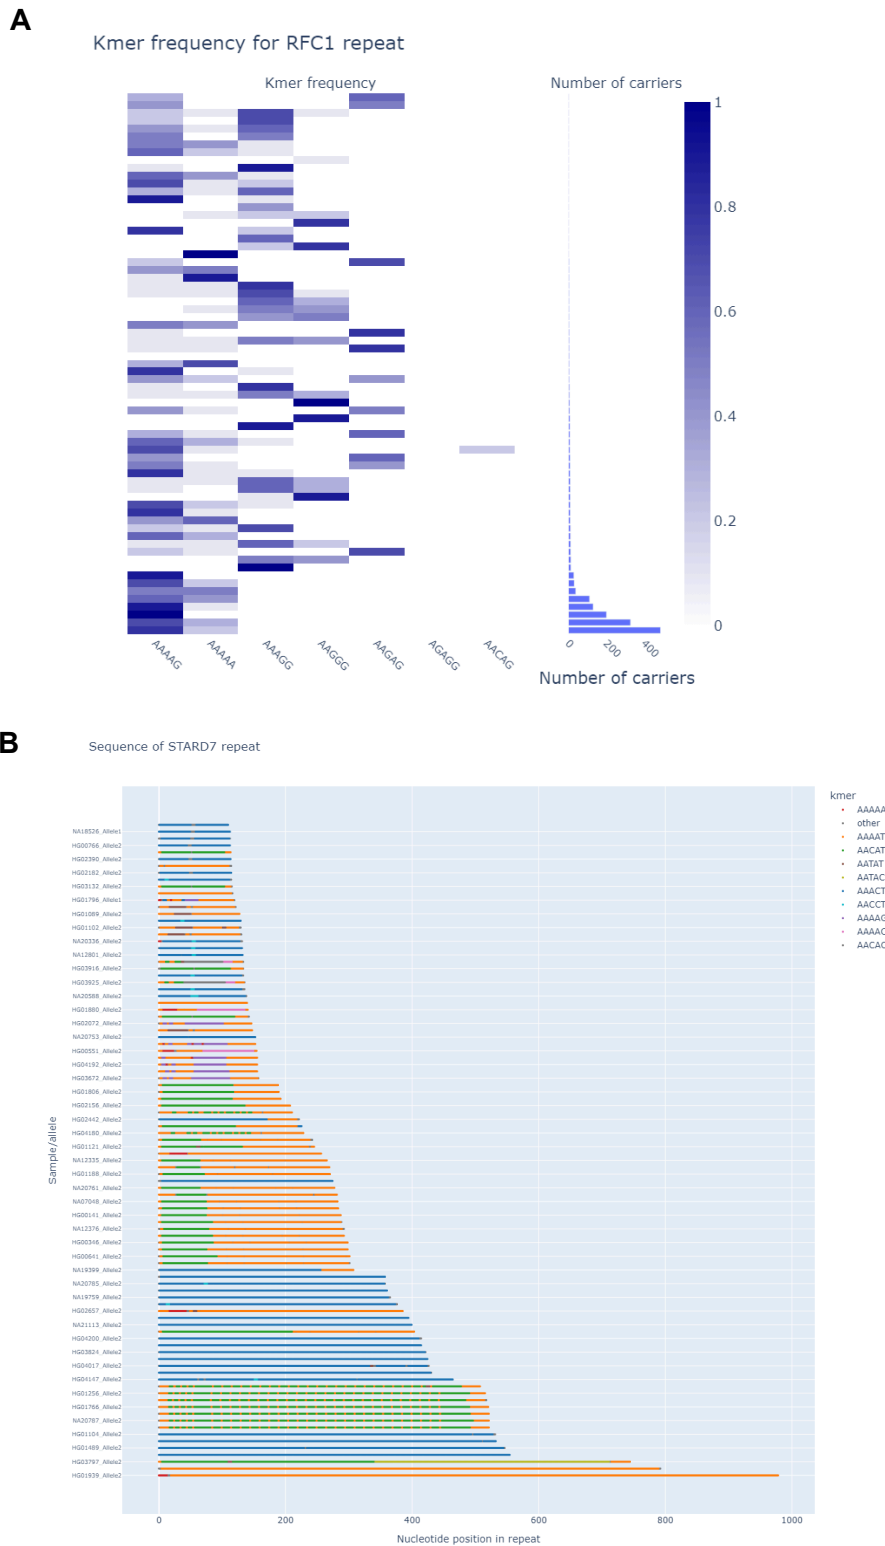 A
Kmer frequency for RFC1 repeat
Kmer frequency
Number of carriers
1
0.8
0.6
0.4
0.2
0
AAAAG
AAAAA
AAAGG
AAGGG
AAGAG
AGAGG
AACAG
0
200
400
Number of carriers
B
Sequence of STARD7 repeat
kmer
AAAAA
other
AAAAT
AACAT
AATAT
AATAC
AAACT
AACCT
AAAAG
AAAAC
AACAC
NA18526_Allele1
HG00766_Allele2
HG02390_Allele2
HG02182_Allele2
HG03132_Allele2
HG01796_Allele1
HG01089_Allele2
HG01102_Allele2
NA20336_Allele2
NA12801_Allele2
HG03916_Allele2
HG03925_Allele2
NA20588_Allele2
HG01880_Allele2
HG02072_Allele2
NA20753_Allele2
HG00551_Allele2
HG04192_Allele2
HG03672_Allele2
HG01806_Allele2
HG02156_Allele2
HG02442_Allele2
HG04180_Allele2
HG01121_Allele2
NA12335_Allele2
HG01188_Allele2
NA20761_Allele2
NA07048_Allele2
HG00141_Allele2
NA12376_Allele2
HG00346_Allele2
HG00641_Allele2
NA19399_Allele2
NA20785_Allele2
NA19759_Allele2
HG02657_Allele2
NA21113_Allele2
HG04200_Allele2
HG03824_Allele2
HG04017_Allele2
HG04147_Allele2
HG01256_Allele2
HG01766_Allele2
NA20787_Allele2
HG01104_Allele2
HG01489_Allele2
HG03797_Allele2
HG01939_Allele2
Sample/allele
0
200
400
600
800
1000
Nucleotide position in repeat